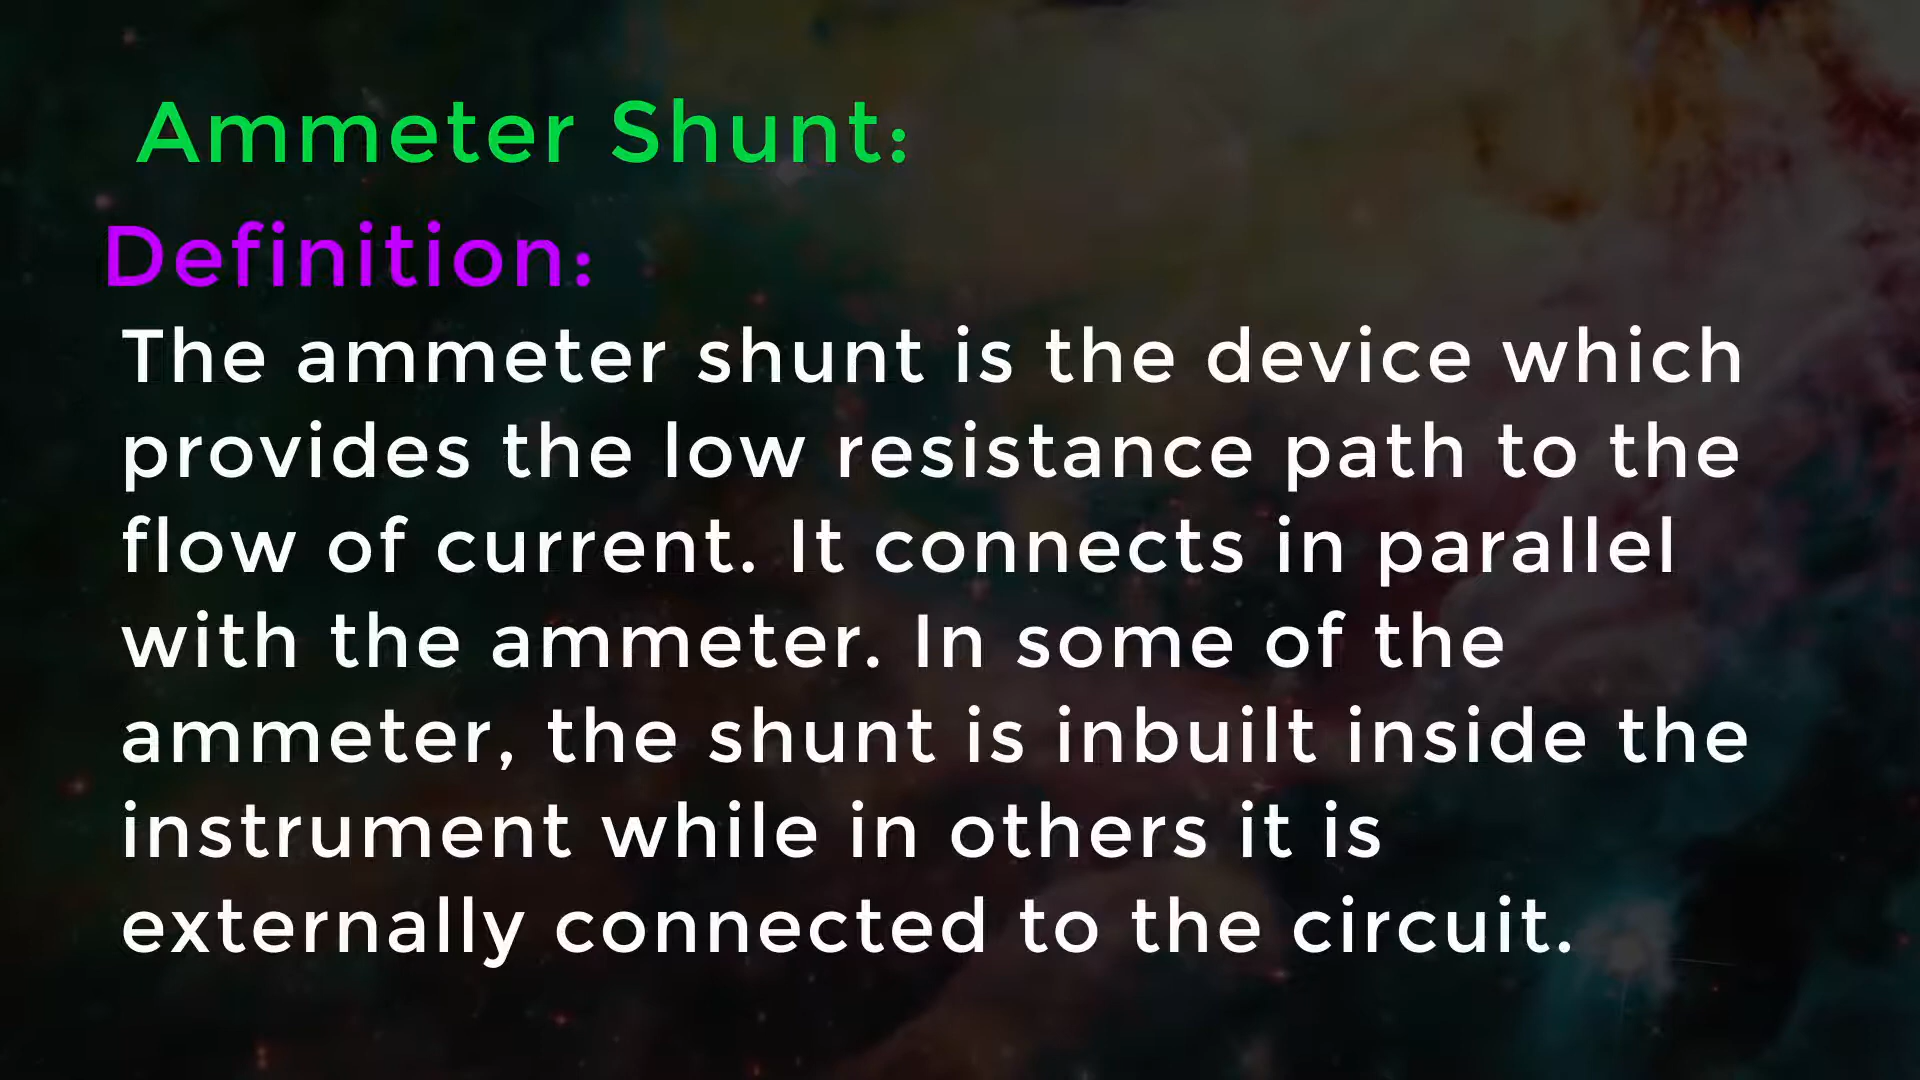 Ammeter Shunt:
Definition:
The ammeter shunt is the device which
provides the low resistance path to the
flow of current. It connects in parallel
with the ammeter. In some of the
ammeter, the shunt is inbuilt inside the
instrument while in others it is
externally connected to the circuit.